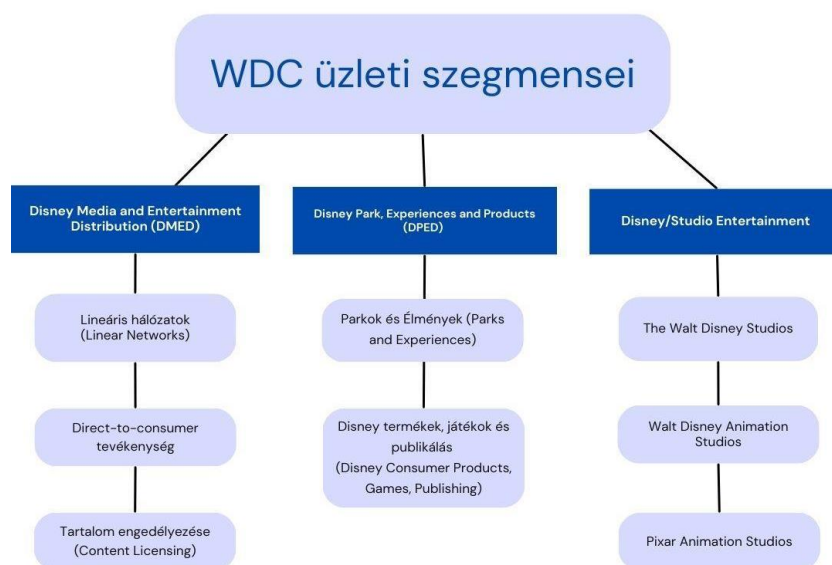 WDC üzleti szegmensei
Disney Media and Entertainment
Distribution (DMED)
Lineáris hálózatok
(Linear Networks)
Direct-to-consumer
tevékenység
Tartalom engedélyezése
(Content Licensing)
Disney Park, Experiences and Products
(DPED)
Parkok és Élmények (Parks
and Experiences)
Disney termékek, játékok és
publikálás
(Disney Consumer Products,
Games, Publishing)
Disney/Studio Entertainment
The Walt Disney Studios
Walt Disney Animation
Studios
Pixar Animation Studios